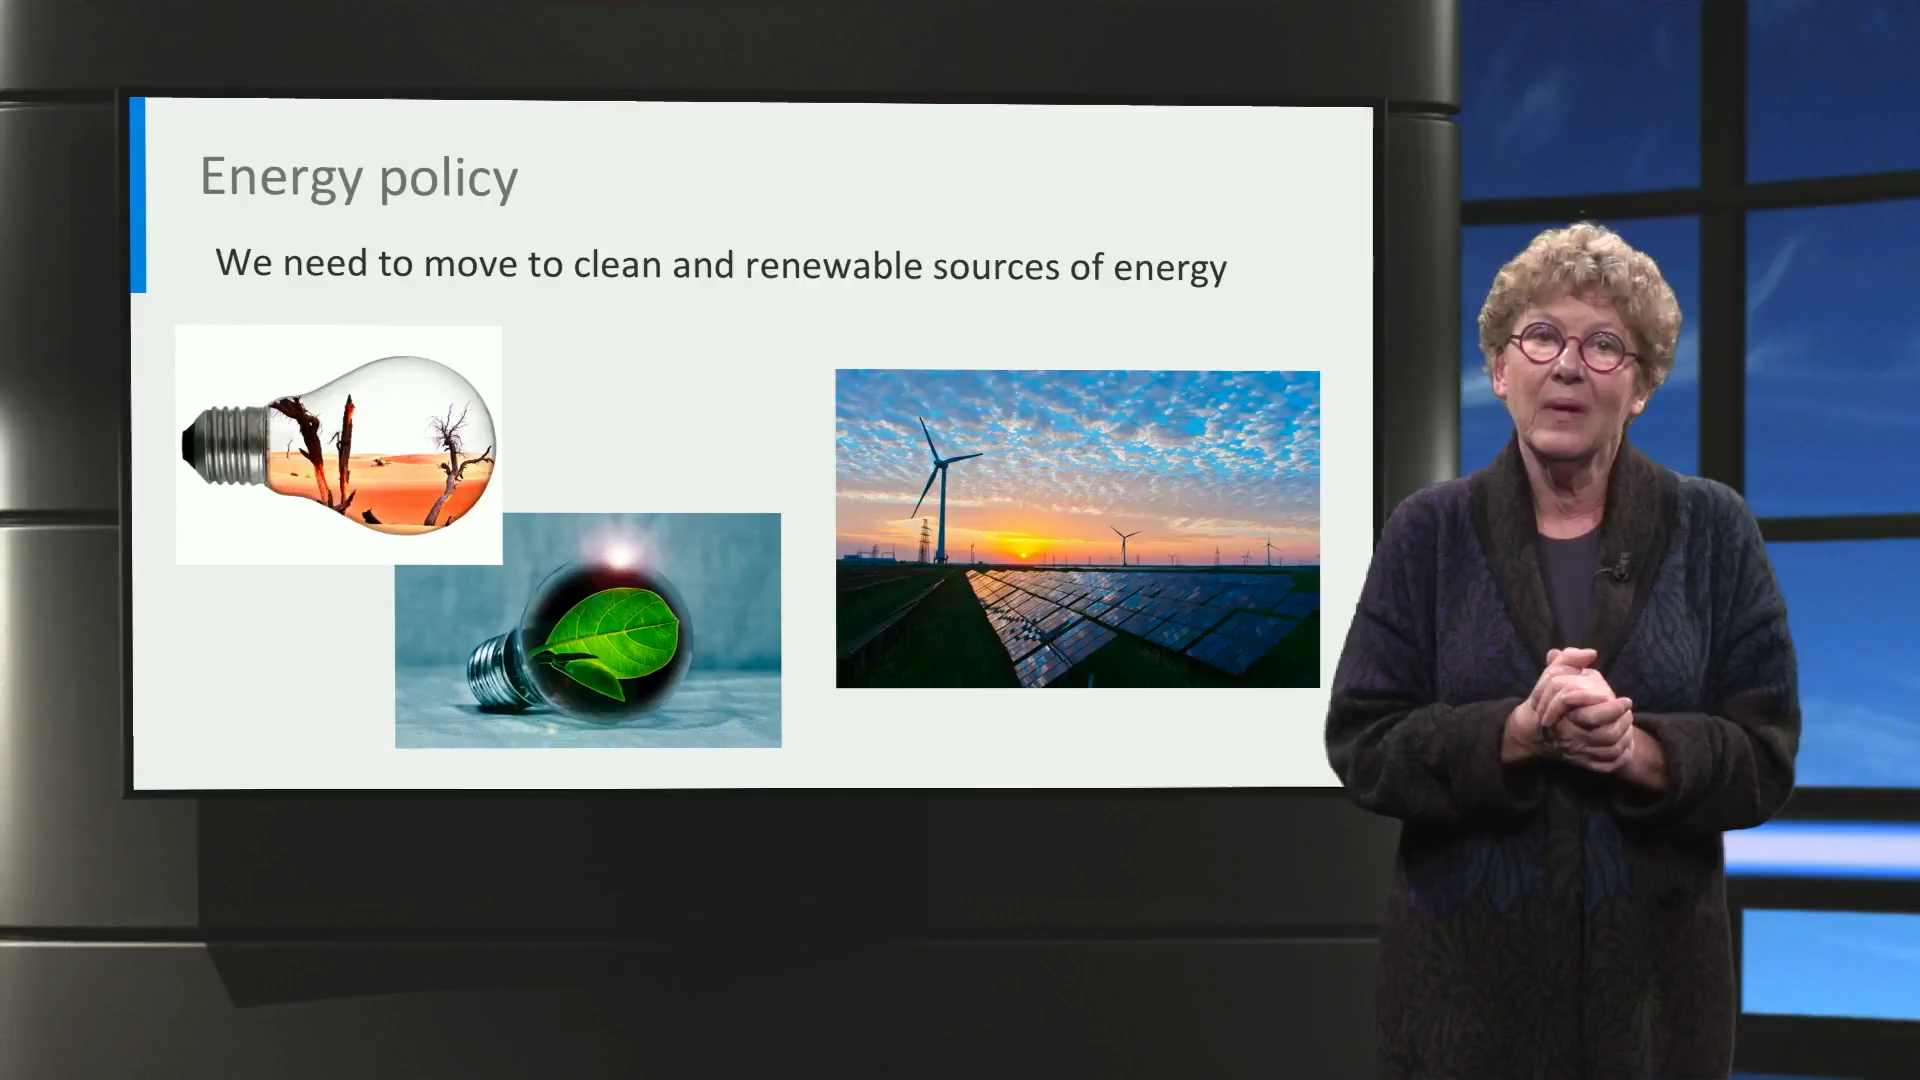 Energy policy
We need to move to clean and renewable sources of energy